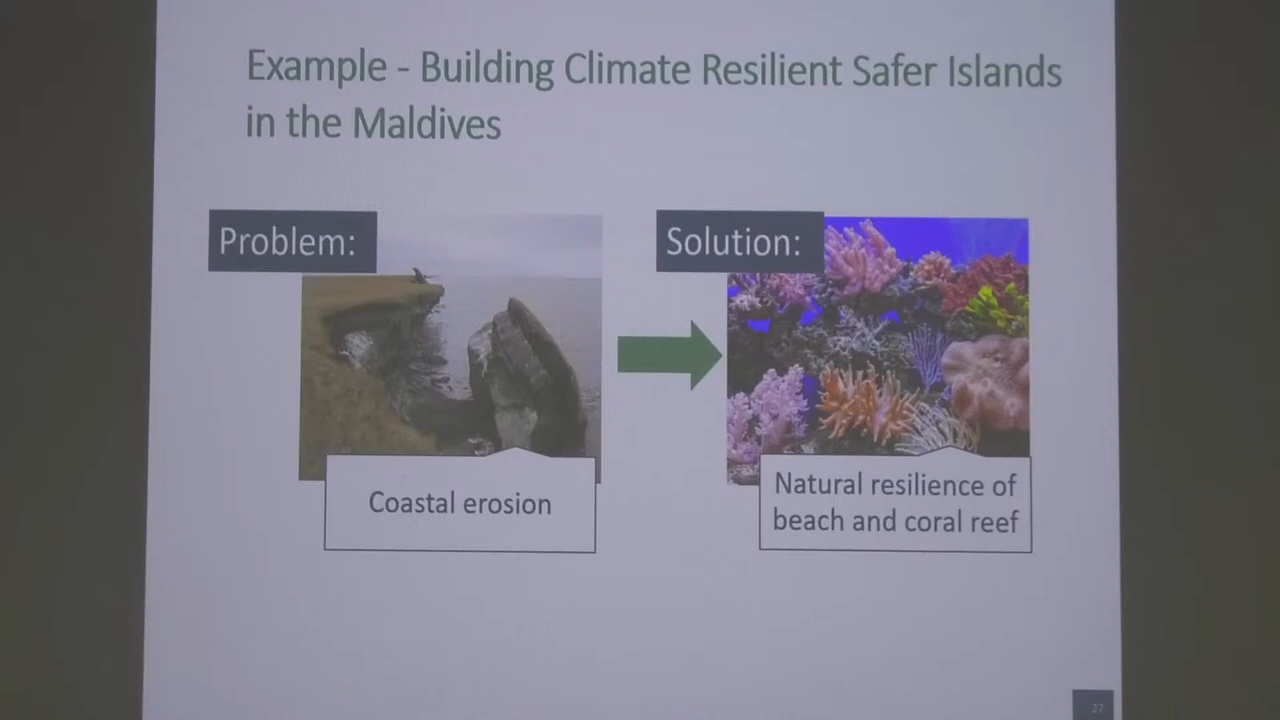 Example - Building Climate Resilient Safer Islands
in the Maldives
Problem:
Solution:
Coastal erosion
Natural resilience of
beach and coral reef
27